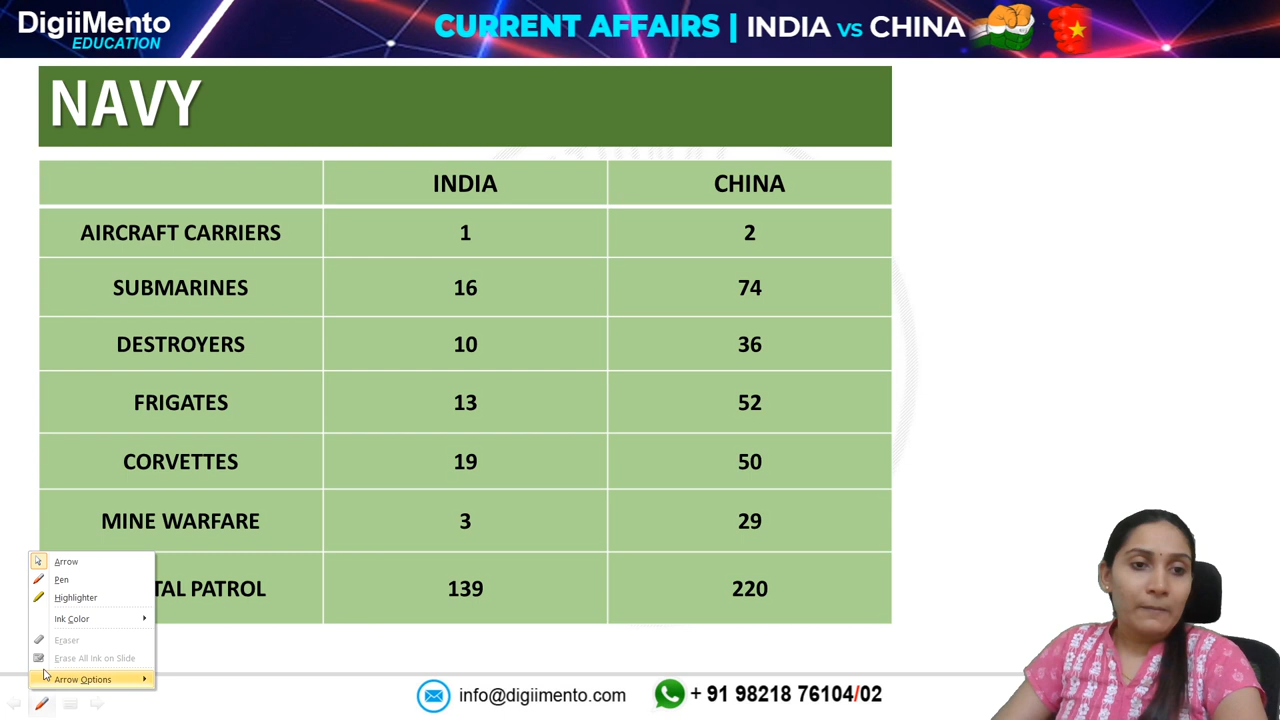 DigiiMento
EDUCATION
CURRENT AFFAIRS | INDIA vs CHINA
NAVY
INDIA CHINA
AIRCRAFT CARRIERS 1 2
SUBMARINES 16 74
DESTROYERS 10 36
FRIGATES 13 52
CORVETTES 19 50
MINE WARFARE 3 29
TAL PATROL 139 220
Arrow
Pen
Highlighter
Ink Color
Eraser
Erase All Ink on Slide
Arrow Options
info@digiimento.com + 91 98218 76104/02